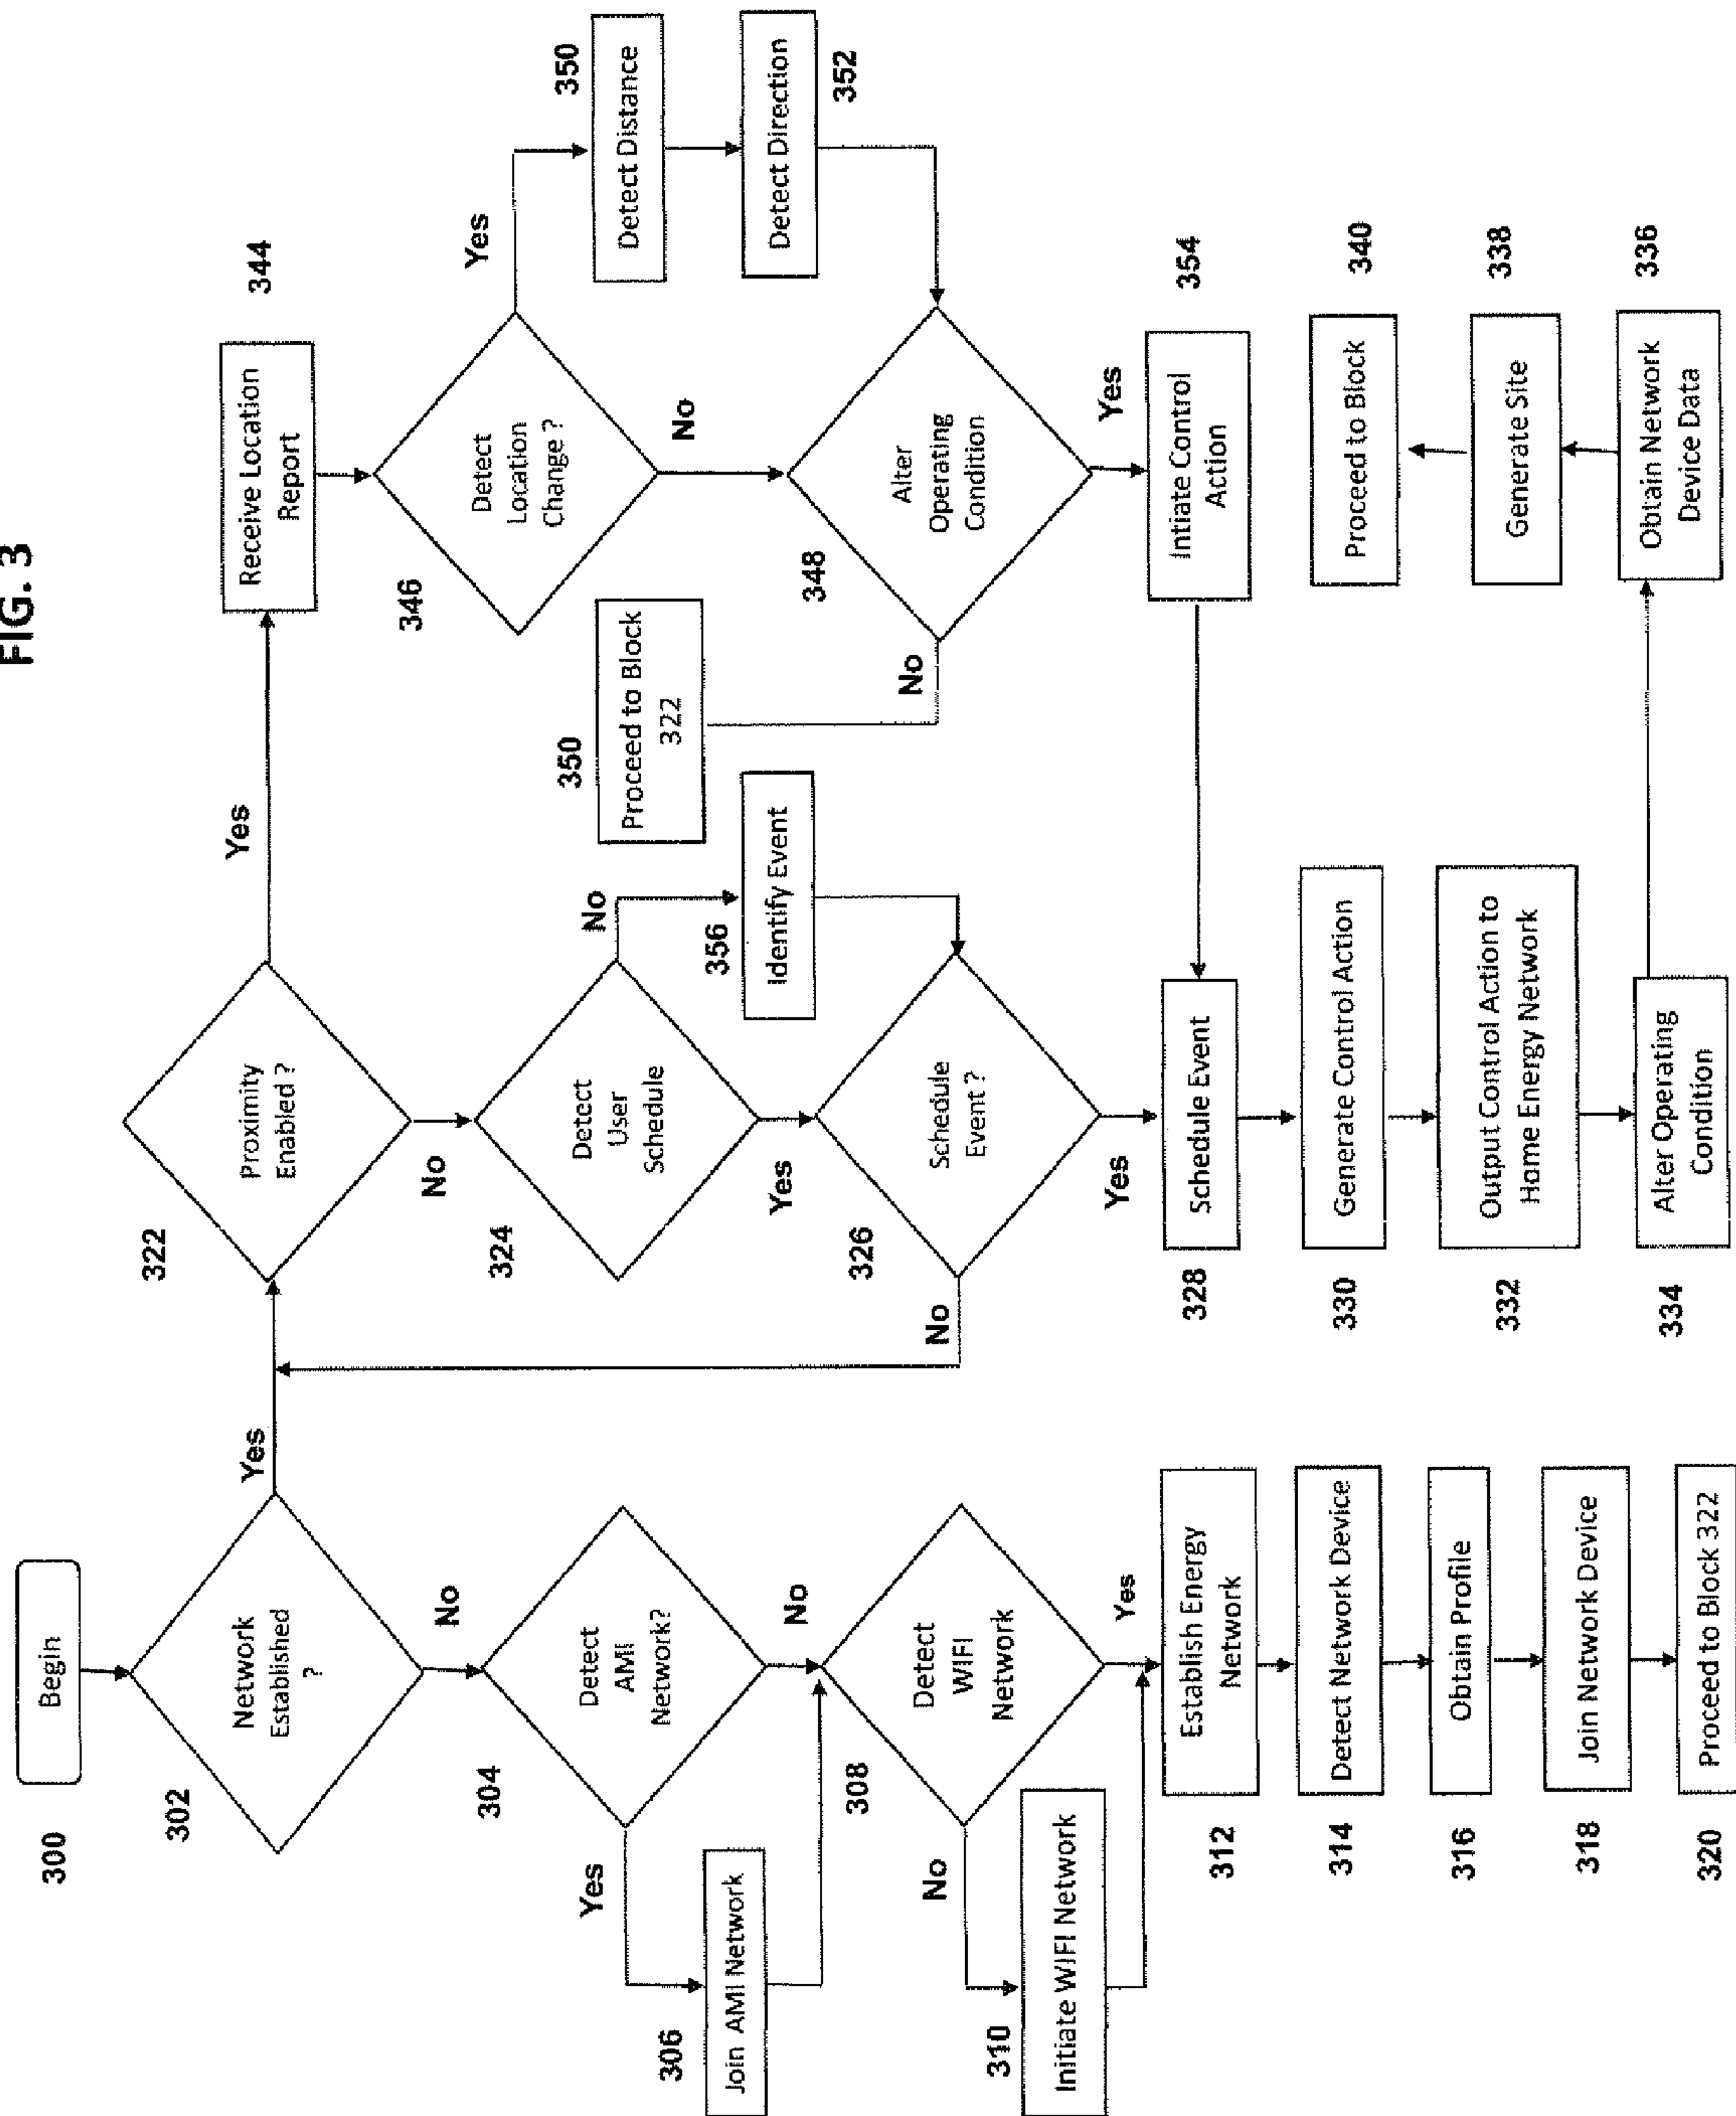 FIG. 3
300
Begin
302
Network
Established
?
Yes
No
304
Detect
AMI
Network?
Yes
No
306
Join AMI Network
308
Detect
WIFI
Network
No
Yes
310
Initiate WIFI Network
312
Establish Energy
Network
314
Detect Network Device
316
Obtain Profile
318
Join Network Device
320
Proceed to Block 322
322
Proximity
Enabled ?
Yes
No
324
Detect
User
Schedule
No
Yes
356
Identify Event
326
Schedule
Event ?
No
Yes
328
Schedule Event
330
Generate Control Action
332
Output Control Action to
Home Energy Network
334
Alter Operating
Condition
344
Receive Location
Report
346
Detect
Location
Change ?
Yes
No
350
Detect Distance
352
Detect Direction
348
Alter
Operating
Condition
No
Yes
350
Proceed to Block
322
354
Intiate Control
Action
340
Proceed to Block
338
Generate Site
336
Obtain Network
Device Data